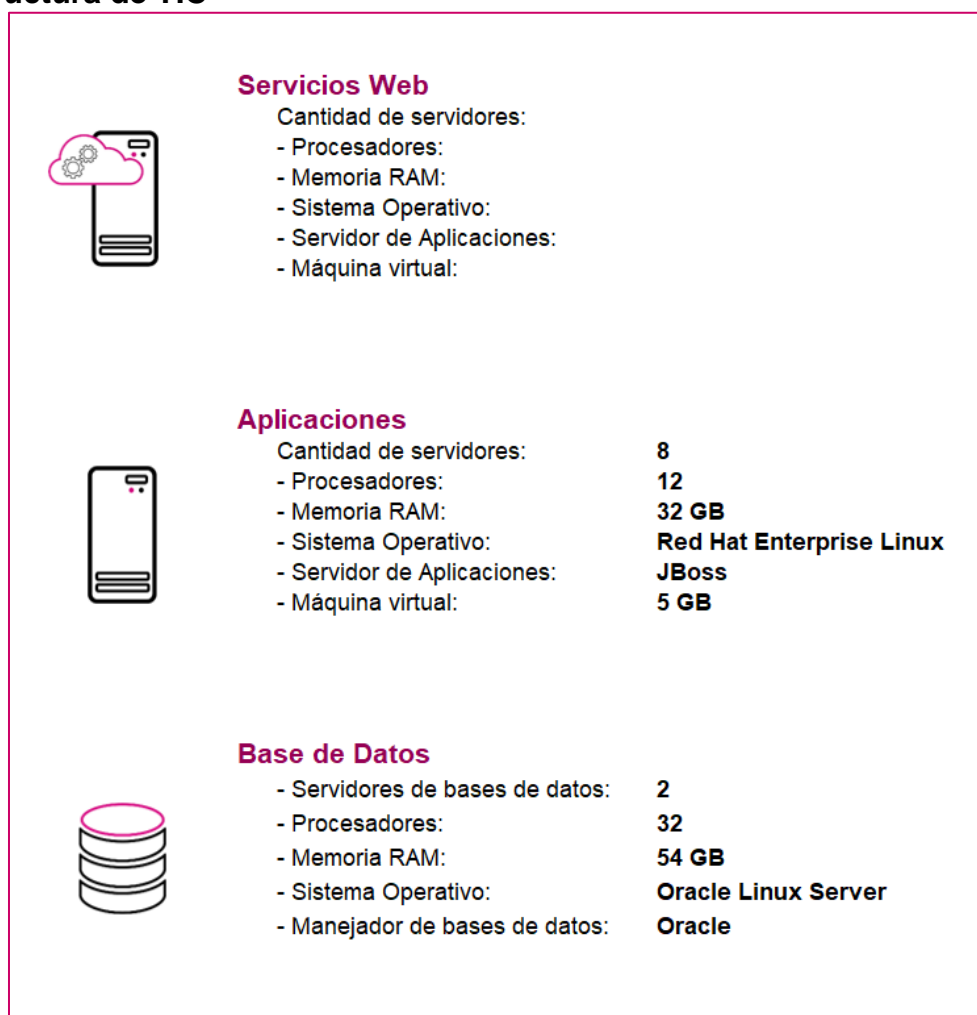 Servicios Web
Cantidad de servidores:
- Procesadores:
- Memoria RAM:
- Sistema Operativo:
- Servidor de Aplicaciones:
- Máquina virtual:
Aplicaciones
Cantidad de servidores: 8
- Procesadores: 12
- Memoria RAM: 32 GB
- Sistema Operativo: Red Hat Enterprise Linux
- Servidor de Aplicaciones: JBoss
- Máquina virtual: 5 GB
Base de Datos
- Servidores de bases de datos: 2
- Procesadores: 32
- Memoria RAM: 54 GB
- Sistema Operativo: Oracle Linux Server
- Manejador de bases de datos: Oracle